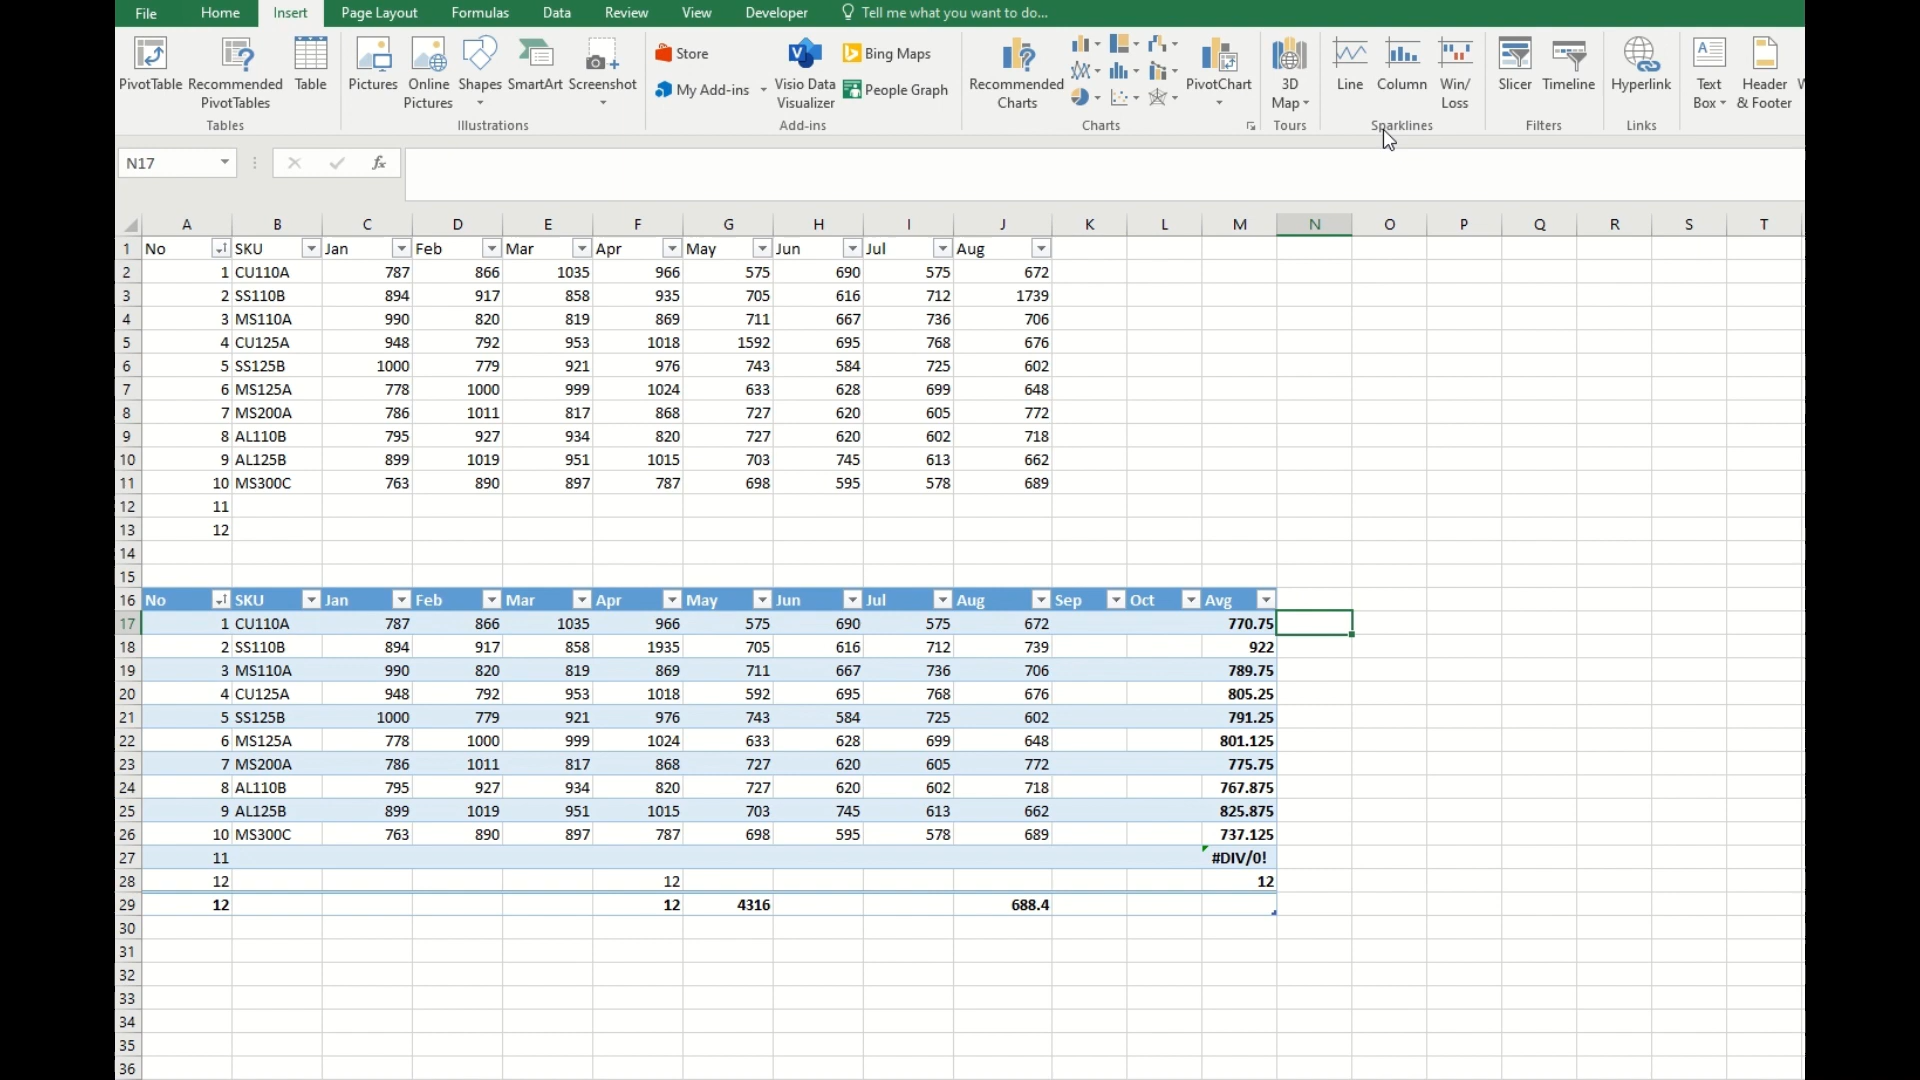 File Home Insert Page Layout Formulas Data Review View Developer Tell me what you want to do...
PivotTable Recommended PivotTables Table
Tables
Pictures Online Pictures Shapes SmartArt Screenshot
Illustrations
Store
My Add-ins
Visio Data Visualizer
Bing Maps
People Graph
Add-ins
Recommended Charts PivotChart
Charts
3D Map
Tours
Line Column Win/ Loss
Sparklines
Slicer Timeline
Filters
Hyperlink
Links
Text Box Header & Footer
N17 fx
A B C D E F G H I J K L M N O P Q R S T
1 No SKU Jan Feb Mar Apr May Jun Jul Aug
2 1 CU110A 787 866 1035 966 575 690 575 672
3 2 SS110B 894 917 858 935 705 616 712 1739
4 3 MS110A 990 820 819 869 711 667 736 706
5 4 CU125A 948 792 953 1018 1592 695 768 676
6 5 SS125B 1000 779 921 976 743 584 725 602
7 6 MS125A 778 1000 999 1024 633 628 699 648
8 7 MS200A 786 1011 817 868 727 620 605 772
9 8 AL110B 795 927 934 820 727 620 602 718
10 9 AL125B 899 1019 951 1015 703 745 613 662
11 10 MS300C 763 890 897 787 698 595 578 689
12 11
13 12
14
15
16 No SKU Jan Feb Mar Apr May Jun Jul Aug Sep Oct Avg
17 1 CU110A 787 866 1035 966 575 690 575 672 770.75
18 2 SS110B 894 917 858 1935 705 616 712 739 922
19 3 MS110A 990 820 819 869 711 667 736 706 789.75
20 4 CU125A 948 792 953 1018 592 695 768 676 805.25
21 5 SS125B 1000 779 921 976 743 584 725 602 791.25
22 6 MS125A 778 1000 999 1024 633 628 699 648 801.125
23 7 MS200A 786 1011 817 868 727 620 605 772 775.75
24 8 AL110B 795 927 934 820 727 620 602 718 767.875
25 9 AL125B 899 1019 951 1015 703 745 613 662 825.875
26 10 MS300C 763 890 897 787 698 595 578 689 737.125
27 11 #DIV/0!
28 12 12 12
29 12 12 4316 688.4
30
31
32
33
34
35
36